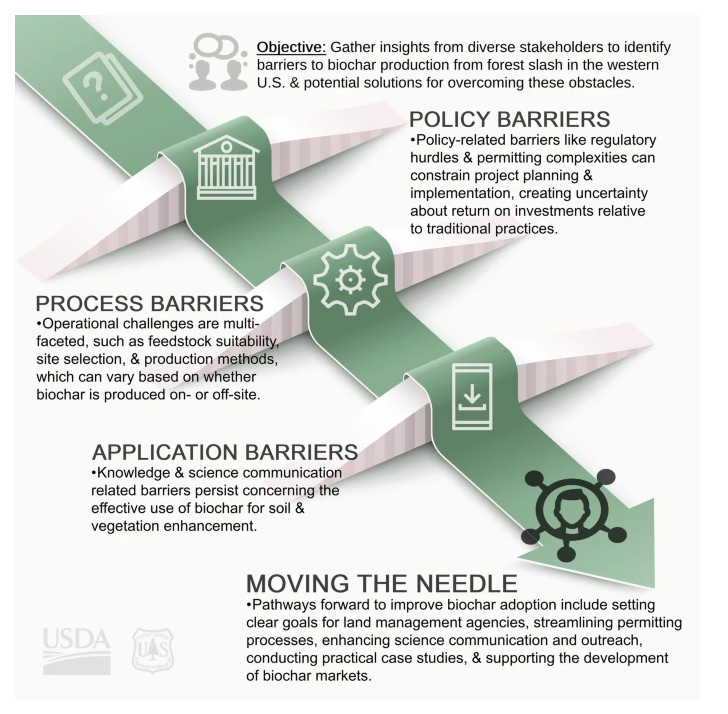 Objective: Gather insights from diverse stakeholders to identify
barriers to biochar production from forest slash in the western
U.S. & potential solutions for overcoming these obstacles.
POLICY BARRIERS
•Policy-related barriers like regulatory
hurdles & permitting complexities can
constrain project planning &
implementation, creating uncertainty
about return on investments relative
to traditional practices.
PROCESS BARRIERS
•Operational challenges are multi-
faceted, such as feedstock suitability,
site selection, & production methods,
which can vary based on whether
biochar is produced on- or off-site.
APPLICATION BARRIERS
•Knowledge & science communication
related barriers persist concerning the
effective use of biochar for soil &
vegetation enhancement.
MOVING THE NEEDLE
•Pathways forward to improve biochar adoption include setting
clear goals for land management agencies, streamlining permitting
processes, enhancing science communication and outreach,
conducting practical case studies, & supporting the development
of biochar markets.
?
USDA
U S